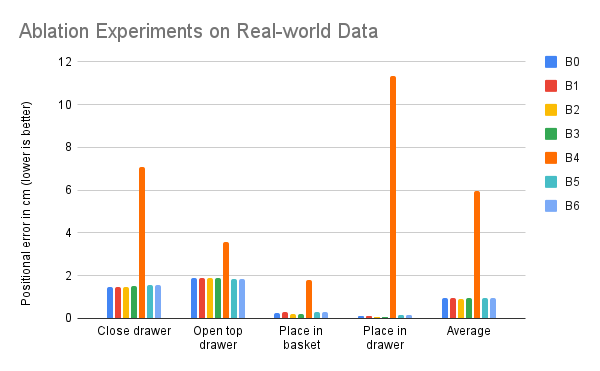 Ablation Experiments on Real-world Data
Positional error in cm (lower is better)
12
10
8
6
4
2
0
Close drawer
Open top
drawer
Place in
basket
Place in
drawer
Average
B0
B1
B2
B3
B4
B5
B6